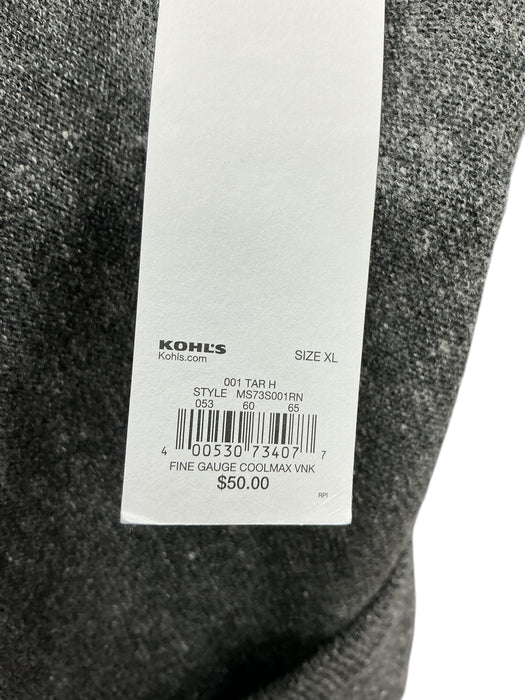 KOHL'S
Kohls.com
SIZE XL
001 TAR H
STYLE MS73S001RN
053 60 65
4 00530 73407 7
FINE GAUGE COOLMAX VNK
$50.00
RPI